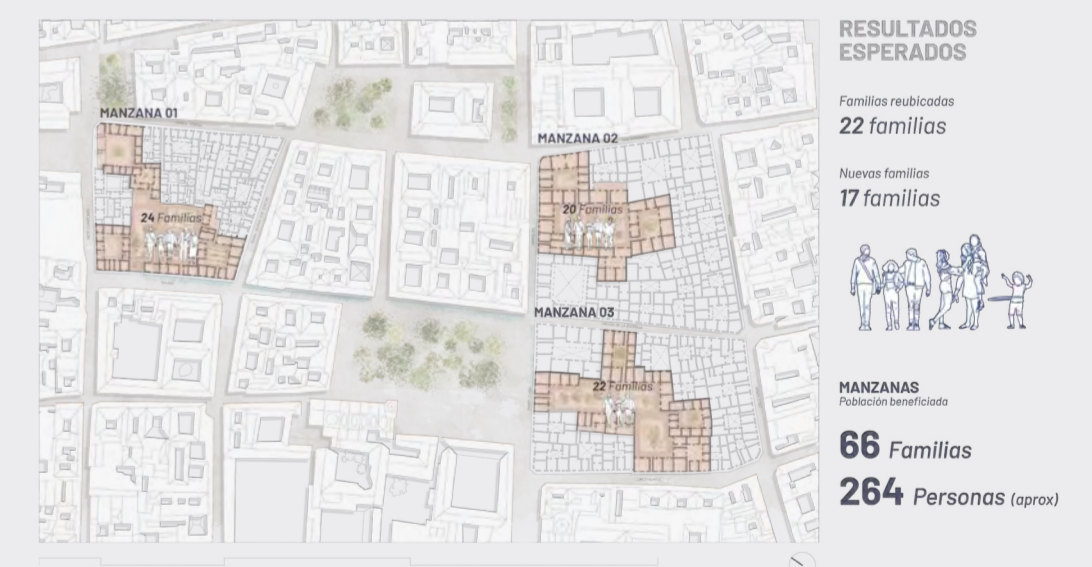 RESULTADOS
ESPERADOS
Familias reubicadas
22 familias
Nuevas familias
17 familias
MANZANAS
Población beneficiada
66 Familias
264 Personas (aprox)
MANZANA 01
24 Familias
MANZANA 02
20 Familias
MANZANA 03
22 Familias